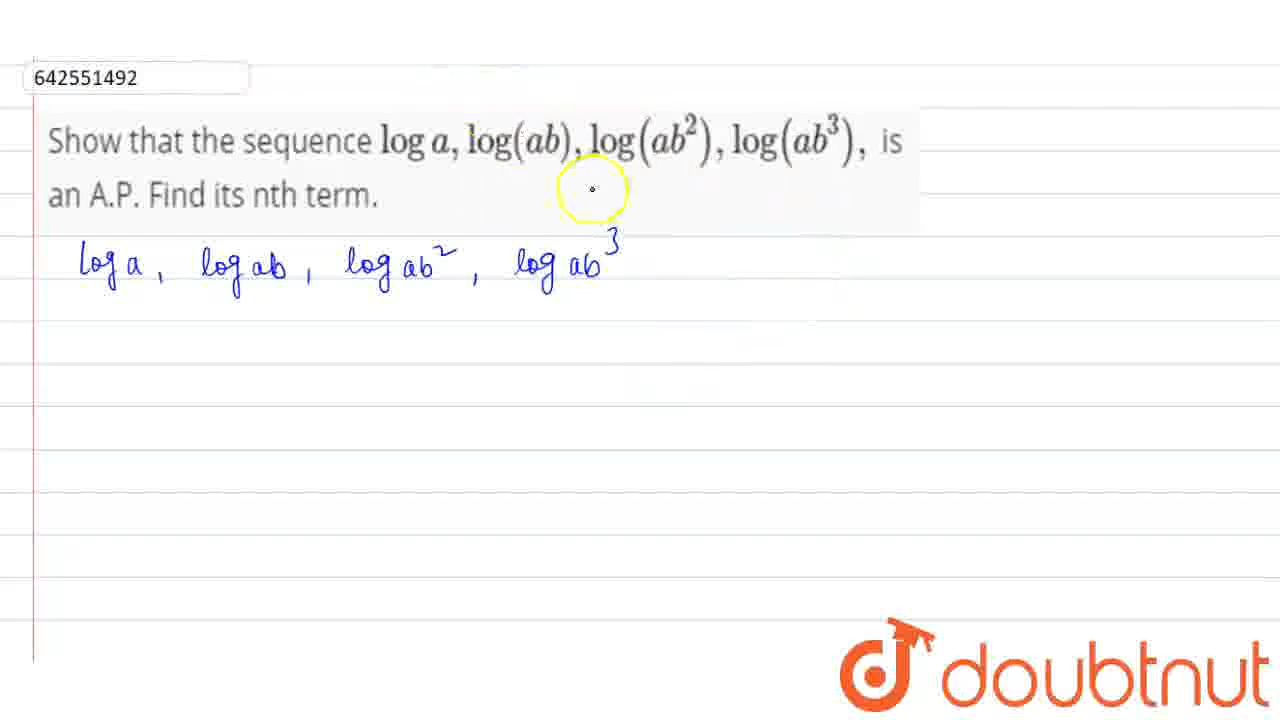 642551492
Show that the sequence log a, log(ab), log(ab²), log(ab³), is
an A.P. Find its nth term.
log a, log ab, log ab², log ab³
doubtnut